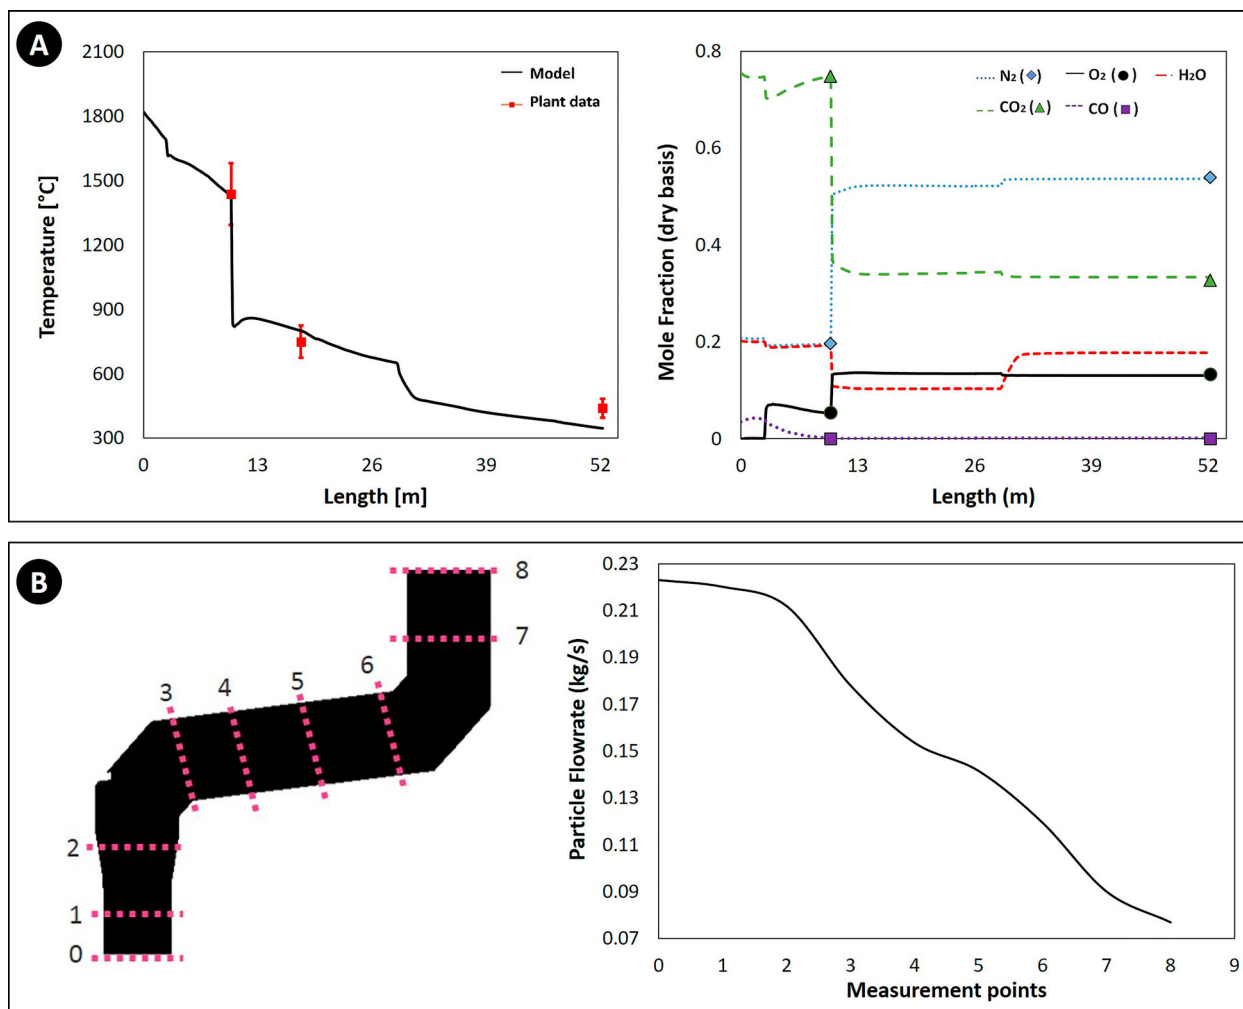 A
2100
1800
1500
1200
900
600
300
Temperature [°C]
0 13 26 39 52
Length [m]
Model
Plant data
0.8
0.6
0.4
0.2
0
Mole Fraction (dry basis)
0 13 26 39 52
Length (m)
N2 ( ) O2 ( ) H2O
CO2 ( ) CO ( )
B
8
7
6
5
4
3
2
1
0
0.23
0.21
0.19
0.17
0.15
0.13
0.11
0.09
0.07
Particle Flowrate (kg/s)
0 1 2 3 4 5 6 7 8 9
Measurement points